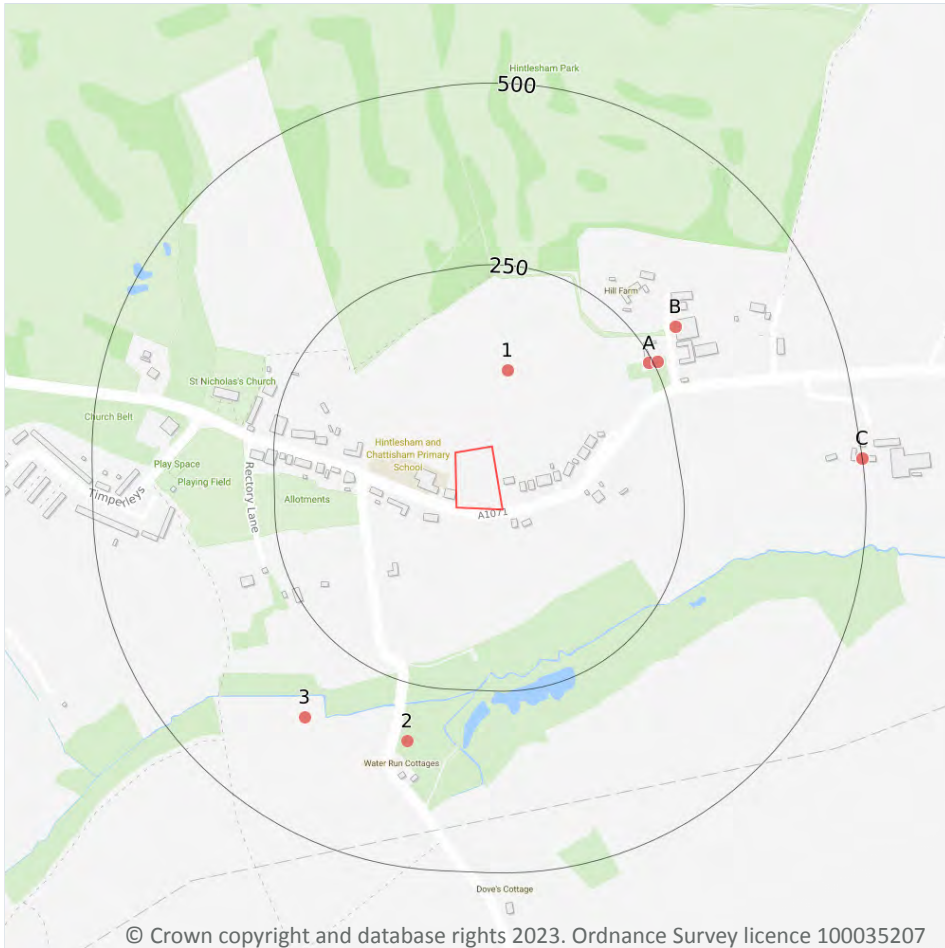 Hintlesham Park
500
250
Hill Farm
B
A
1
St Nicholas's Church
Church Belt
Hintlesham and
Chattisham Primary
School
C
Play Space
Playing Field
Rectory Lane
Timperleys
Allotments
A1071
3
2
Water Run Cottages
Dove's Cottage
© Crown copyright and database rights 2023. Ordnance Survey licence 100035207